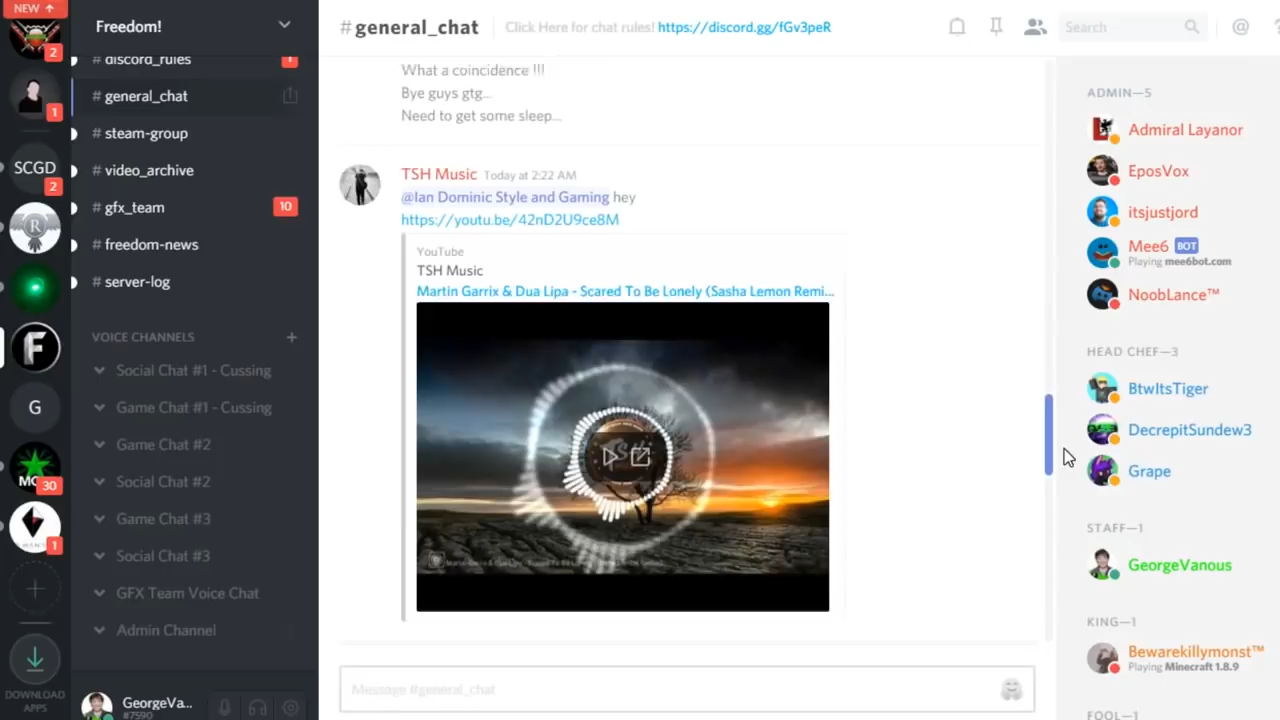 NEW ↑
2
1
SCGD
2
R
F
G
MC
30
1
DOWNLOAD
APPS
Freedom!
# discord_rules
1
# general_chat
# steam-group
# video_archive
# gfx_team
10
# freedom-news
# server-log
VOICE CHANNELS
Social Chat #1 - Cussing
Game Chat #1 - Cussing
Game Chat #2
Social Chat #2
Game Chat #3
Social Chat #3
GFX Team Voice Chat
Admin Channel
GeorgeVa...
#7590
#general_chat
Click Here for chat rules! https://discord.gg/fGv3peR
Search
What a coincidence !!!
Bye guys gtg...
Need to get some sleep...
TSH Music Today at 2:22 AM
@Ian Dominic Style and Gaming hey
https://youtu.be/42nD2U9ce8M
YouTube
TSH Music
Martin Garrix & Dua Lipa - Scared To Be Lonely (Sasha Lemon Remi...
Message #general_chat
ADMIN—5
Admiral Layanor
EposVox
itsjustjord
Mee6 BOT
Playing mee6bot.com
NoobLance™
HEAD CHEF—3
BtwItsTiger
DecrepitSundew3
Grape
STAFF—1
GeorgeVanous
KING—1
Bewarekillymonst™
Playing Minecraft 1.8.9
FOOL—1